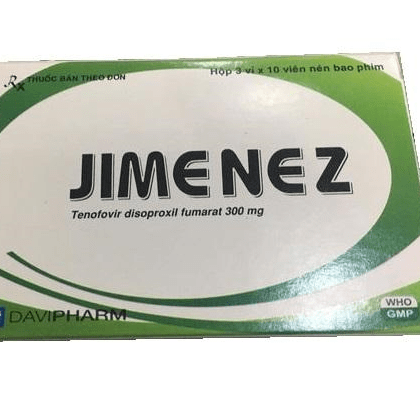 Rx THUỐC BÁN THEO ĐƠN
Hộp 3 vỉ x 10 viên nén bao phim
JIMENEZ
Tenofovir disoproxil fumarat 300 mg
WHO
GMP
DAVIPHARM